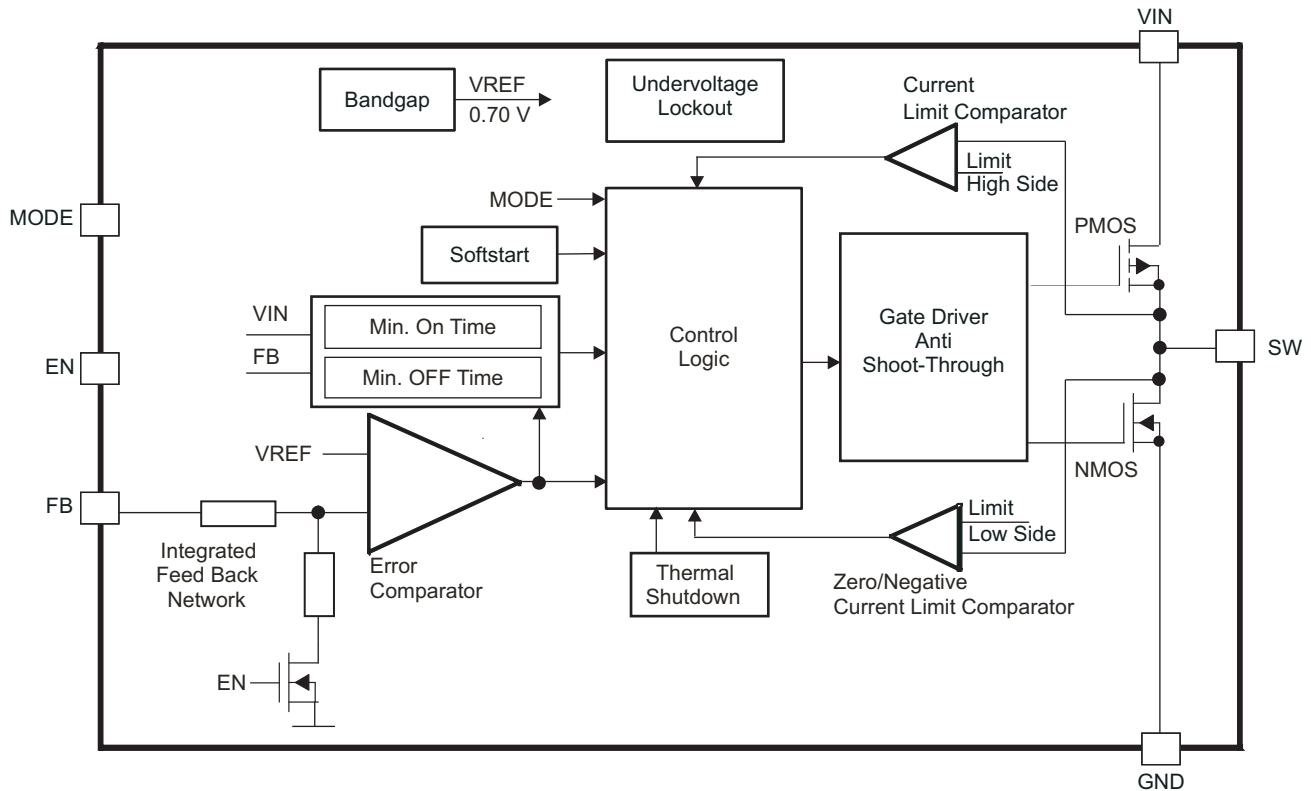 VIN
Bandgap
VREF
0.70 V
Undervoltage
Lockout
Current
Limit Comparator
Limit
High Side
MODE
MODE
PMOS
Softstart
VIN
Min. On Time
FB
Min. OFF Time
Control
Logic
Gate Driver
Anti
Shoot-Through
SW
EN
VREF
NMOS
FB
Integrated
Feed Back
Network
Error
Comparator
Thermal
Shutdown
Limit
Low Side
Zero/Negative
Current Limit Comparator
EN
GND